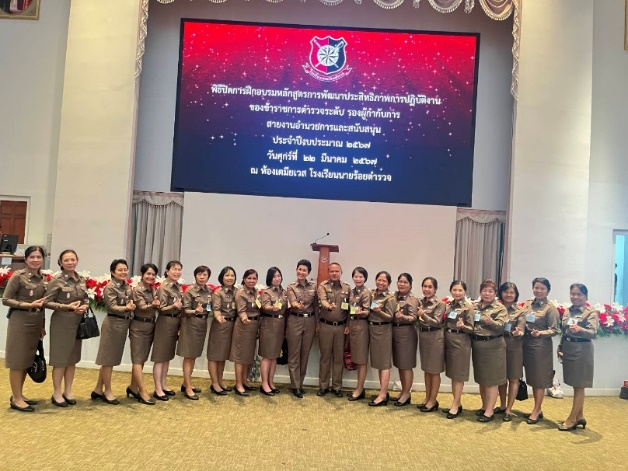 พิธีปิดการฝึกอบรมหลักสูตรการพัฒนาประสิทธิภาพการปฏิบัติงาน
ของข้าราชการตำรวจระดับ รองผู้กำกับการ
สายงานอำนวยการและสนับสนุน
ประจำปีงบประมาณ ๒๕๖๗
วันศุกร์ที่ ๒๒ มีนาคม ๒๕๖๗
ณ ห้องเตมียเวส โรงเรียนนายร้อยตำรวจ